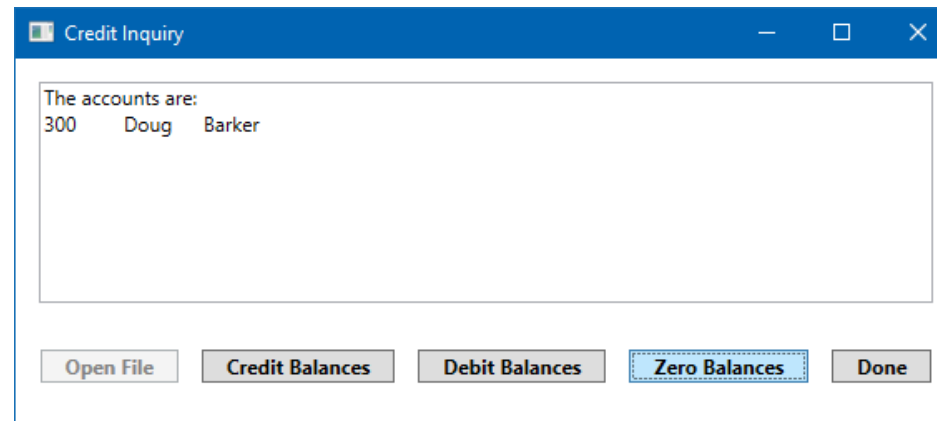 Credit Inquiry
The accounts are:
300 Doug Barker
Open File Credit Balances Debit Balances Zero Balances Done